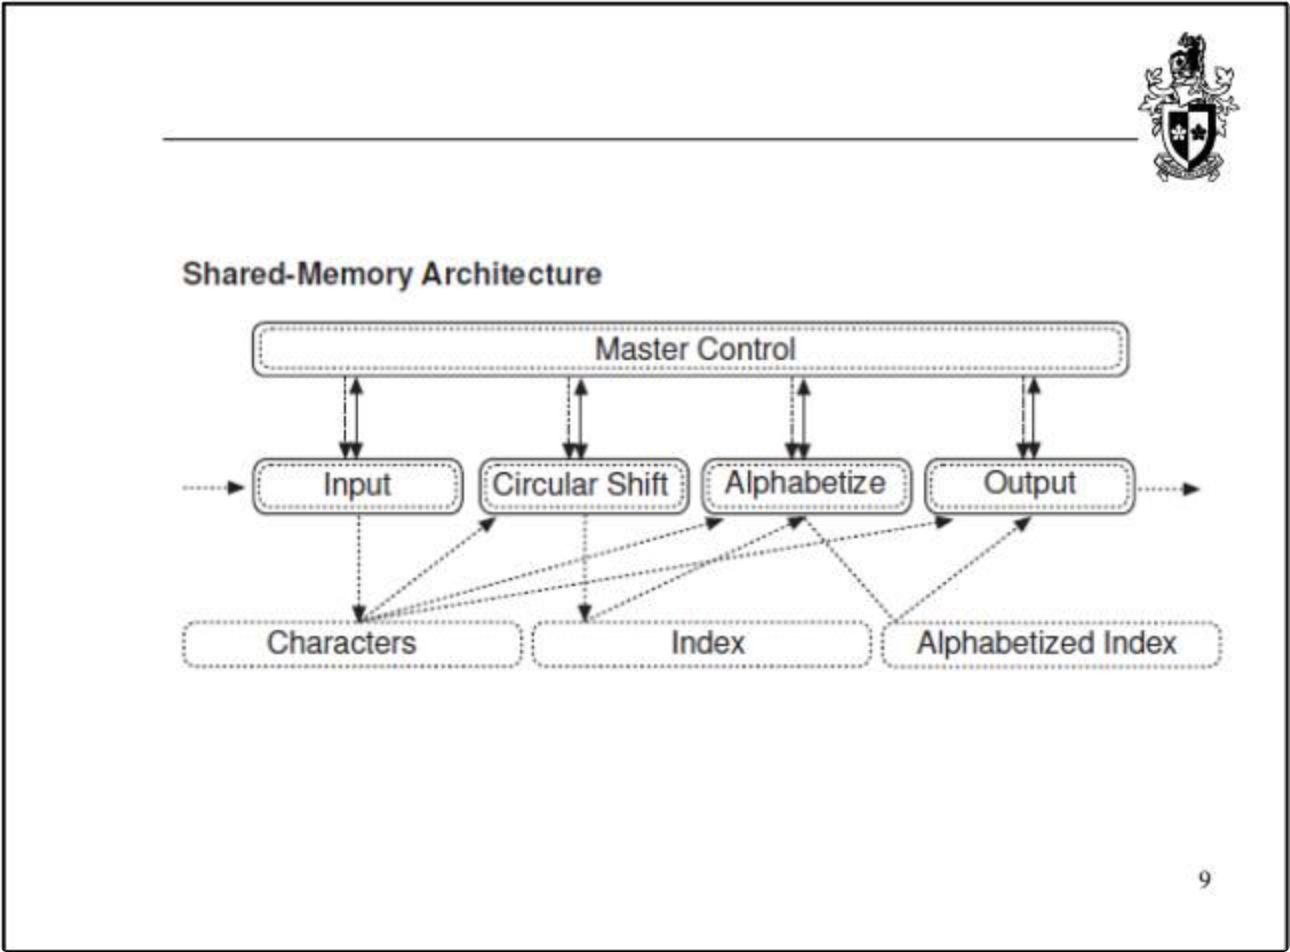 Shared-Memory Architecture
Master Control
Input
Circular Shift
Alphabetize
Output
Characters
Index
Alphabetized Index
9